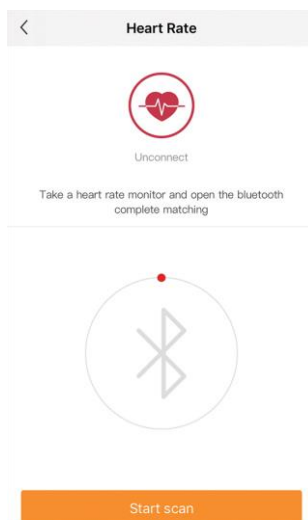 Heart Rate
Unconnect
Take a heart rate monitor and open the bluetooth
complete matching
Start scan